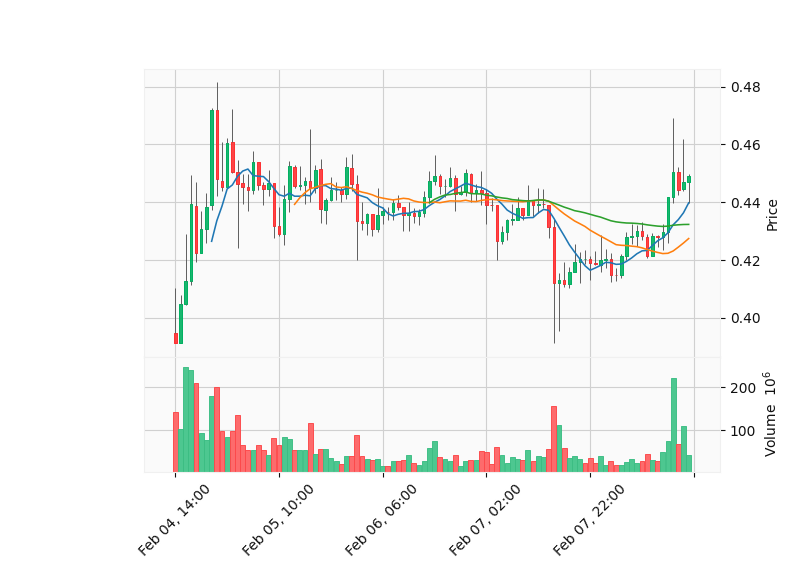 0.48
0.46
0.44
0.42
0.40
Price
200
100
Volume 10^6
Feb 04, 14:00
Feb 05, 10:00
Feb 06, 06:00
Feb 07, 02:00
Feb 07, 22:00